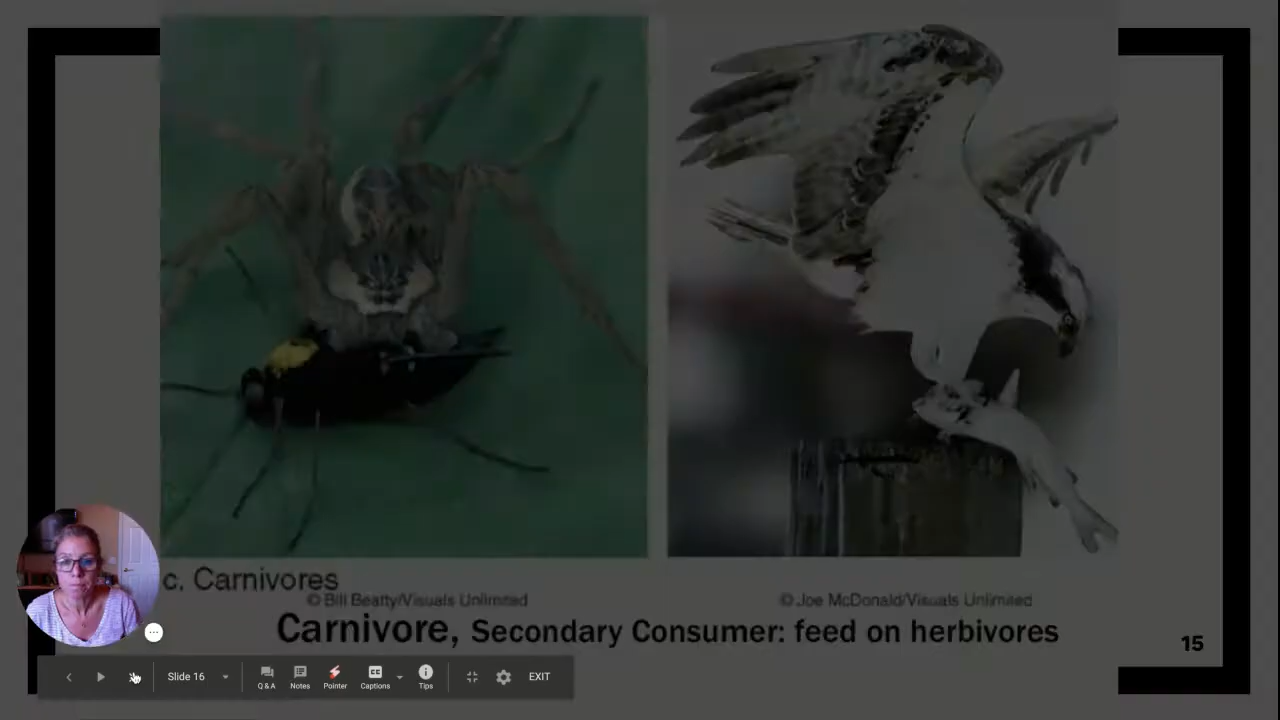 c. Carnivores
© Bill Beatty/Visuals Unlimited
© Joe McDonald/Visuals Unlimited
Carnivore, Secondary Consumer: feed on herbivores
15
Slide 16
Q & A
Notes
Pointer
CC
Captions
Tips
EXIT